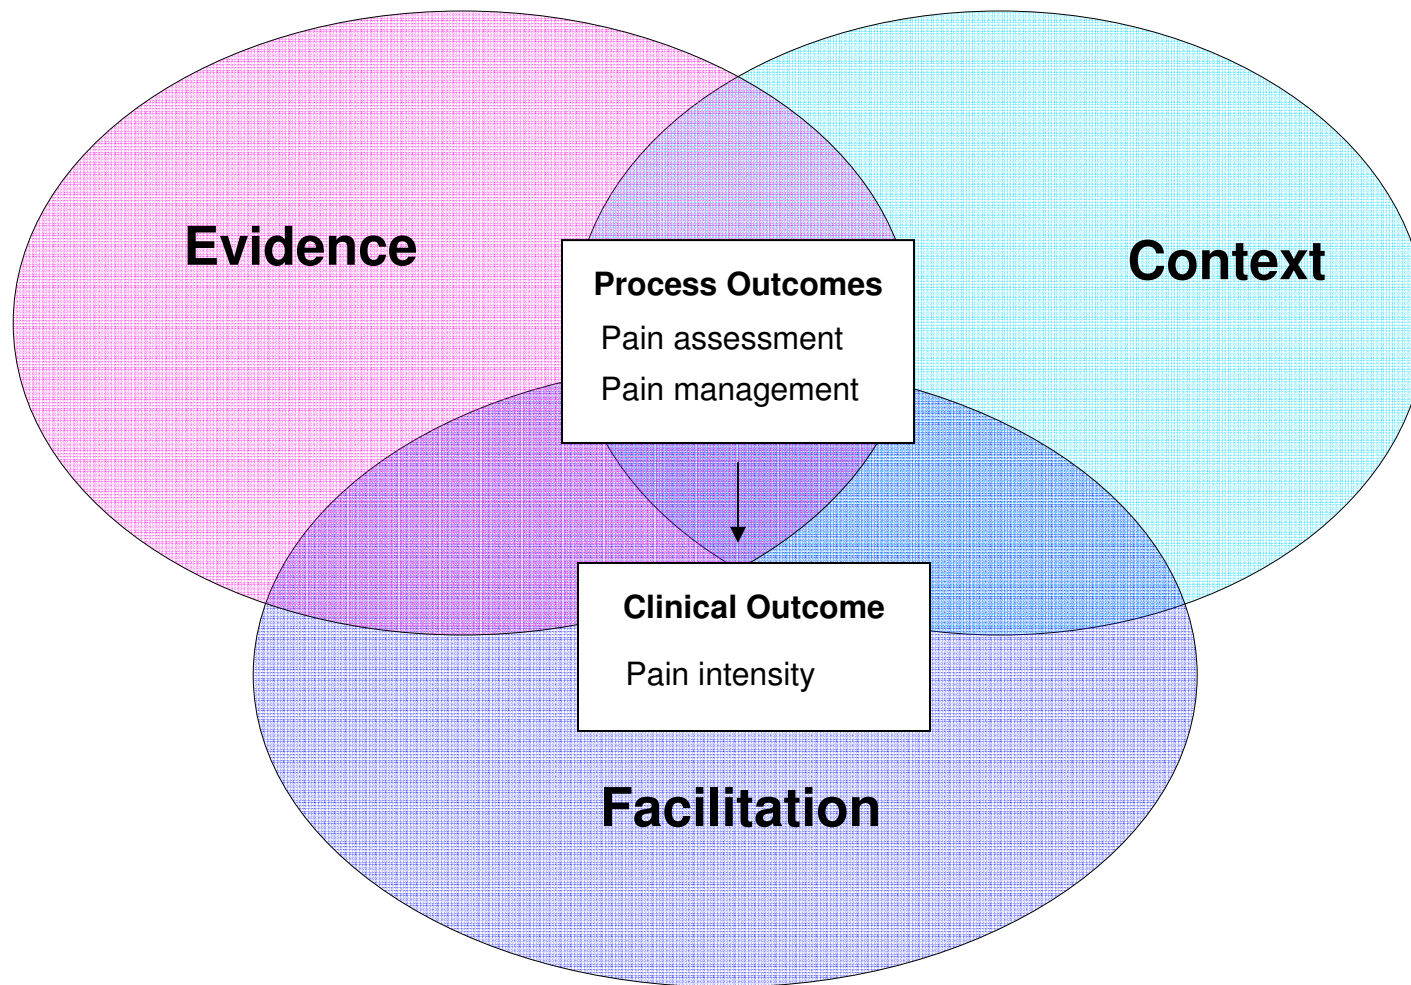 Evidence
Context
Process Outcomes
Pain assessment
Pain management
Clinical Outcome
Pain intensity
Facilitation